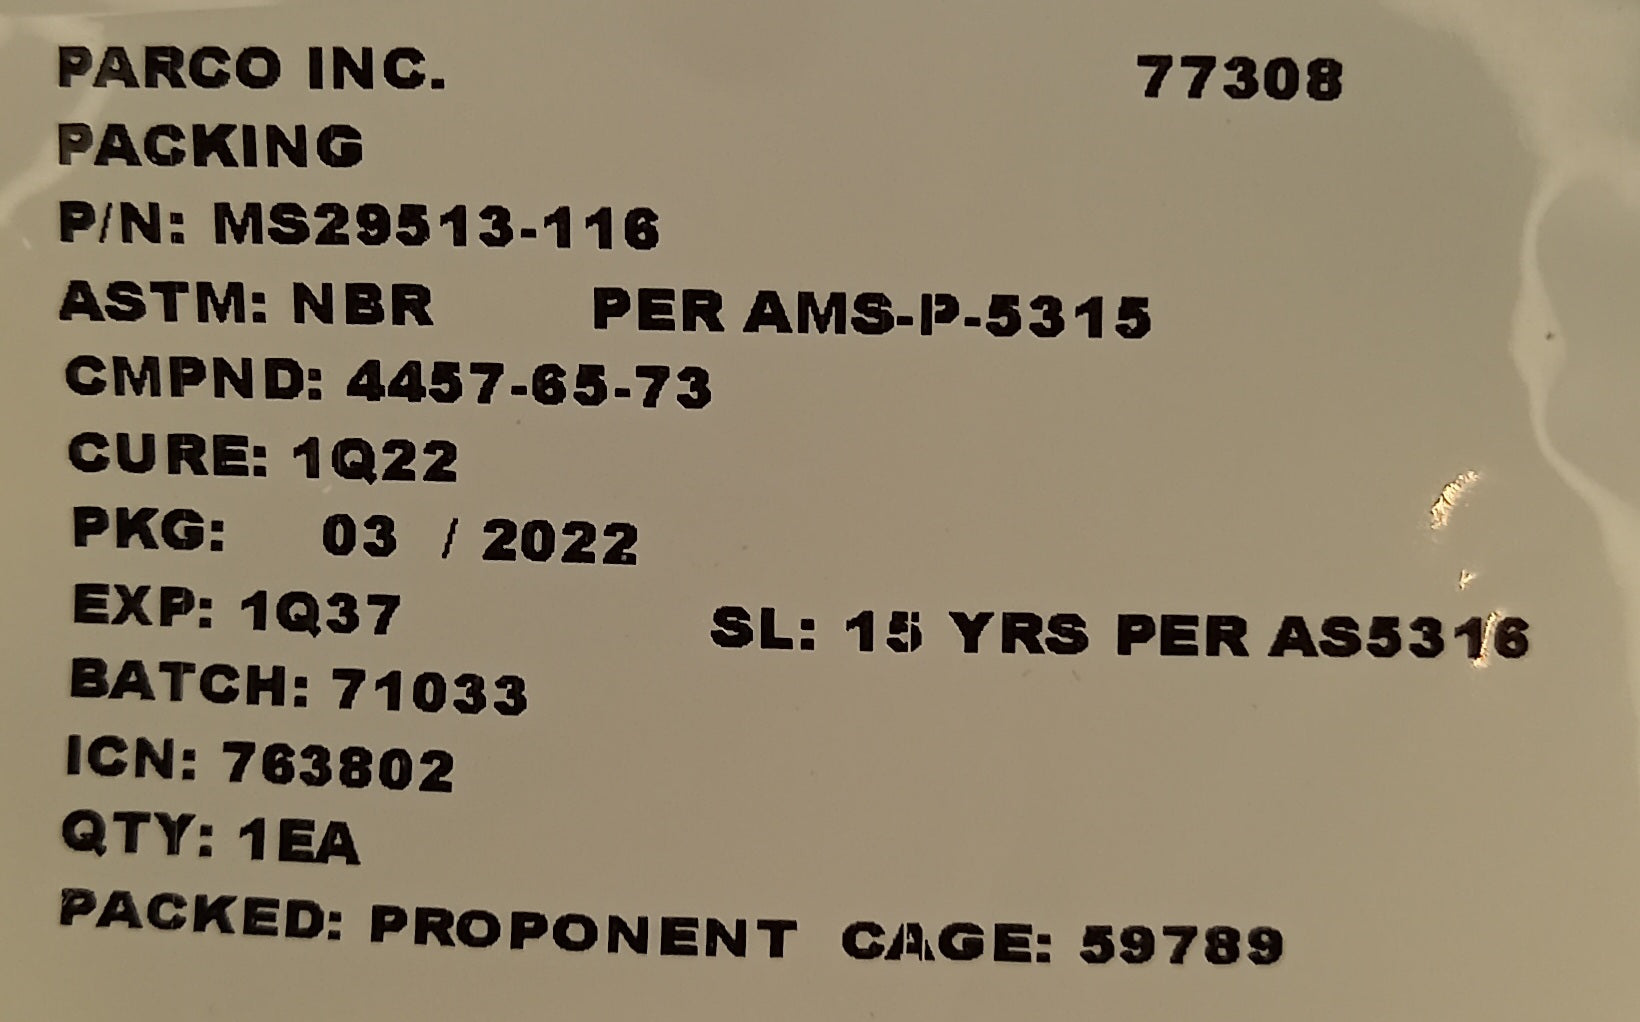 PARCO INC. 77308
PACKING
P/N: MS29513-116
ASTM: NBR PER AMS-P-5315
CMPND: 4457-65-73
CURE: 1Q22
PKG: 03 / 2022
EXP: 1Q37 SL: 15 YRS PER AS5316
BATCH: 71033
ICN: 763802
QTY: 1EA
PACKED: PROPONENT CAGE: 59789